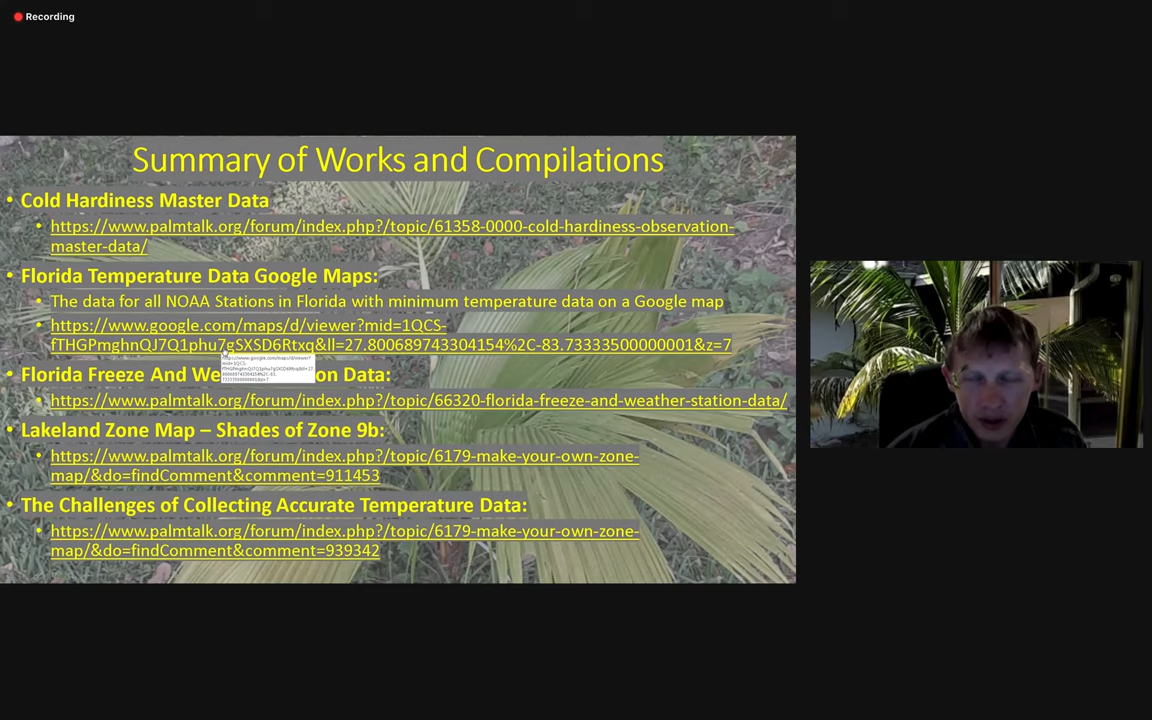 Recording
Summary of Works and Compilations
• Cold Hardiness Master Data
• https://www.palmtalk.org/forum/index.php?/topic/61358-0000-cold-hardiness-observation-
master-data/
• Florida Temperature Data Google Maps:
• The data for all NOAA Stations in Florida with minimum temperature data on a Google map
• https://www.google.com/maps/d/viewer?mid=1QCS-
fTHGPmghnQJ7Q1phu7gSXSD6Rtxq&ll=27.800689743304154%2C-83.73333500000001&z=7
• Florida Freeze And We on Data:
• https://www.palmtalk.org/forum/index.php?/topic/66320-florida-freeze-and-weather-station-data/
• Lakeland Zone Map – Shades of Zone 9b:
• https://www.palmtalk.org/forum/index.php?/topic/6179-make-your-own-zone-
map/&do=findComment&comment=911453
• The Challenges of Collecting Accurate Temperature Data:
• https://www.palmtalk.org/forum/index.php?/topic/6179-make-your-own-zone-
map/&do=findComment&comment=939342